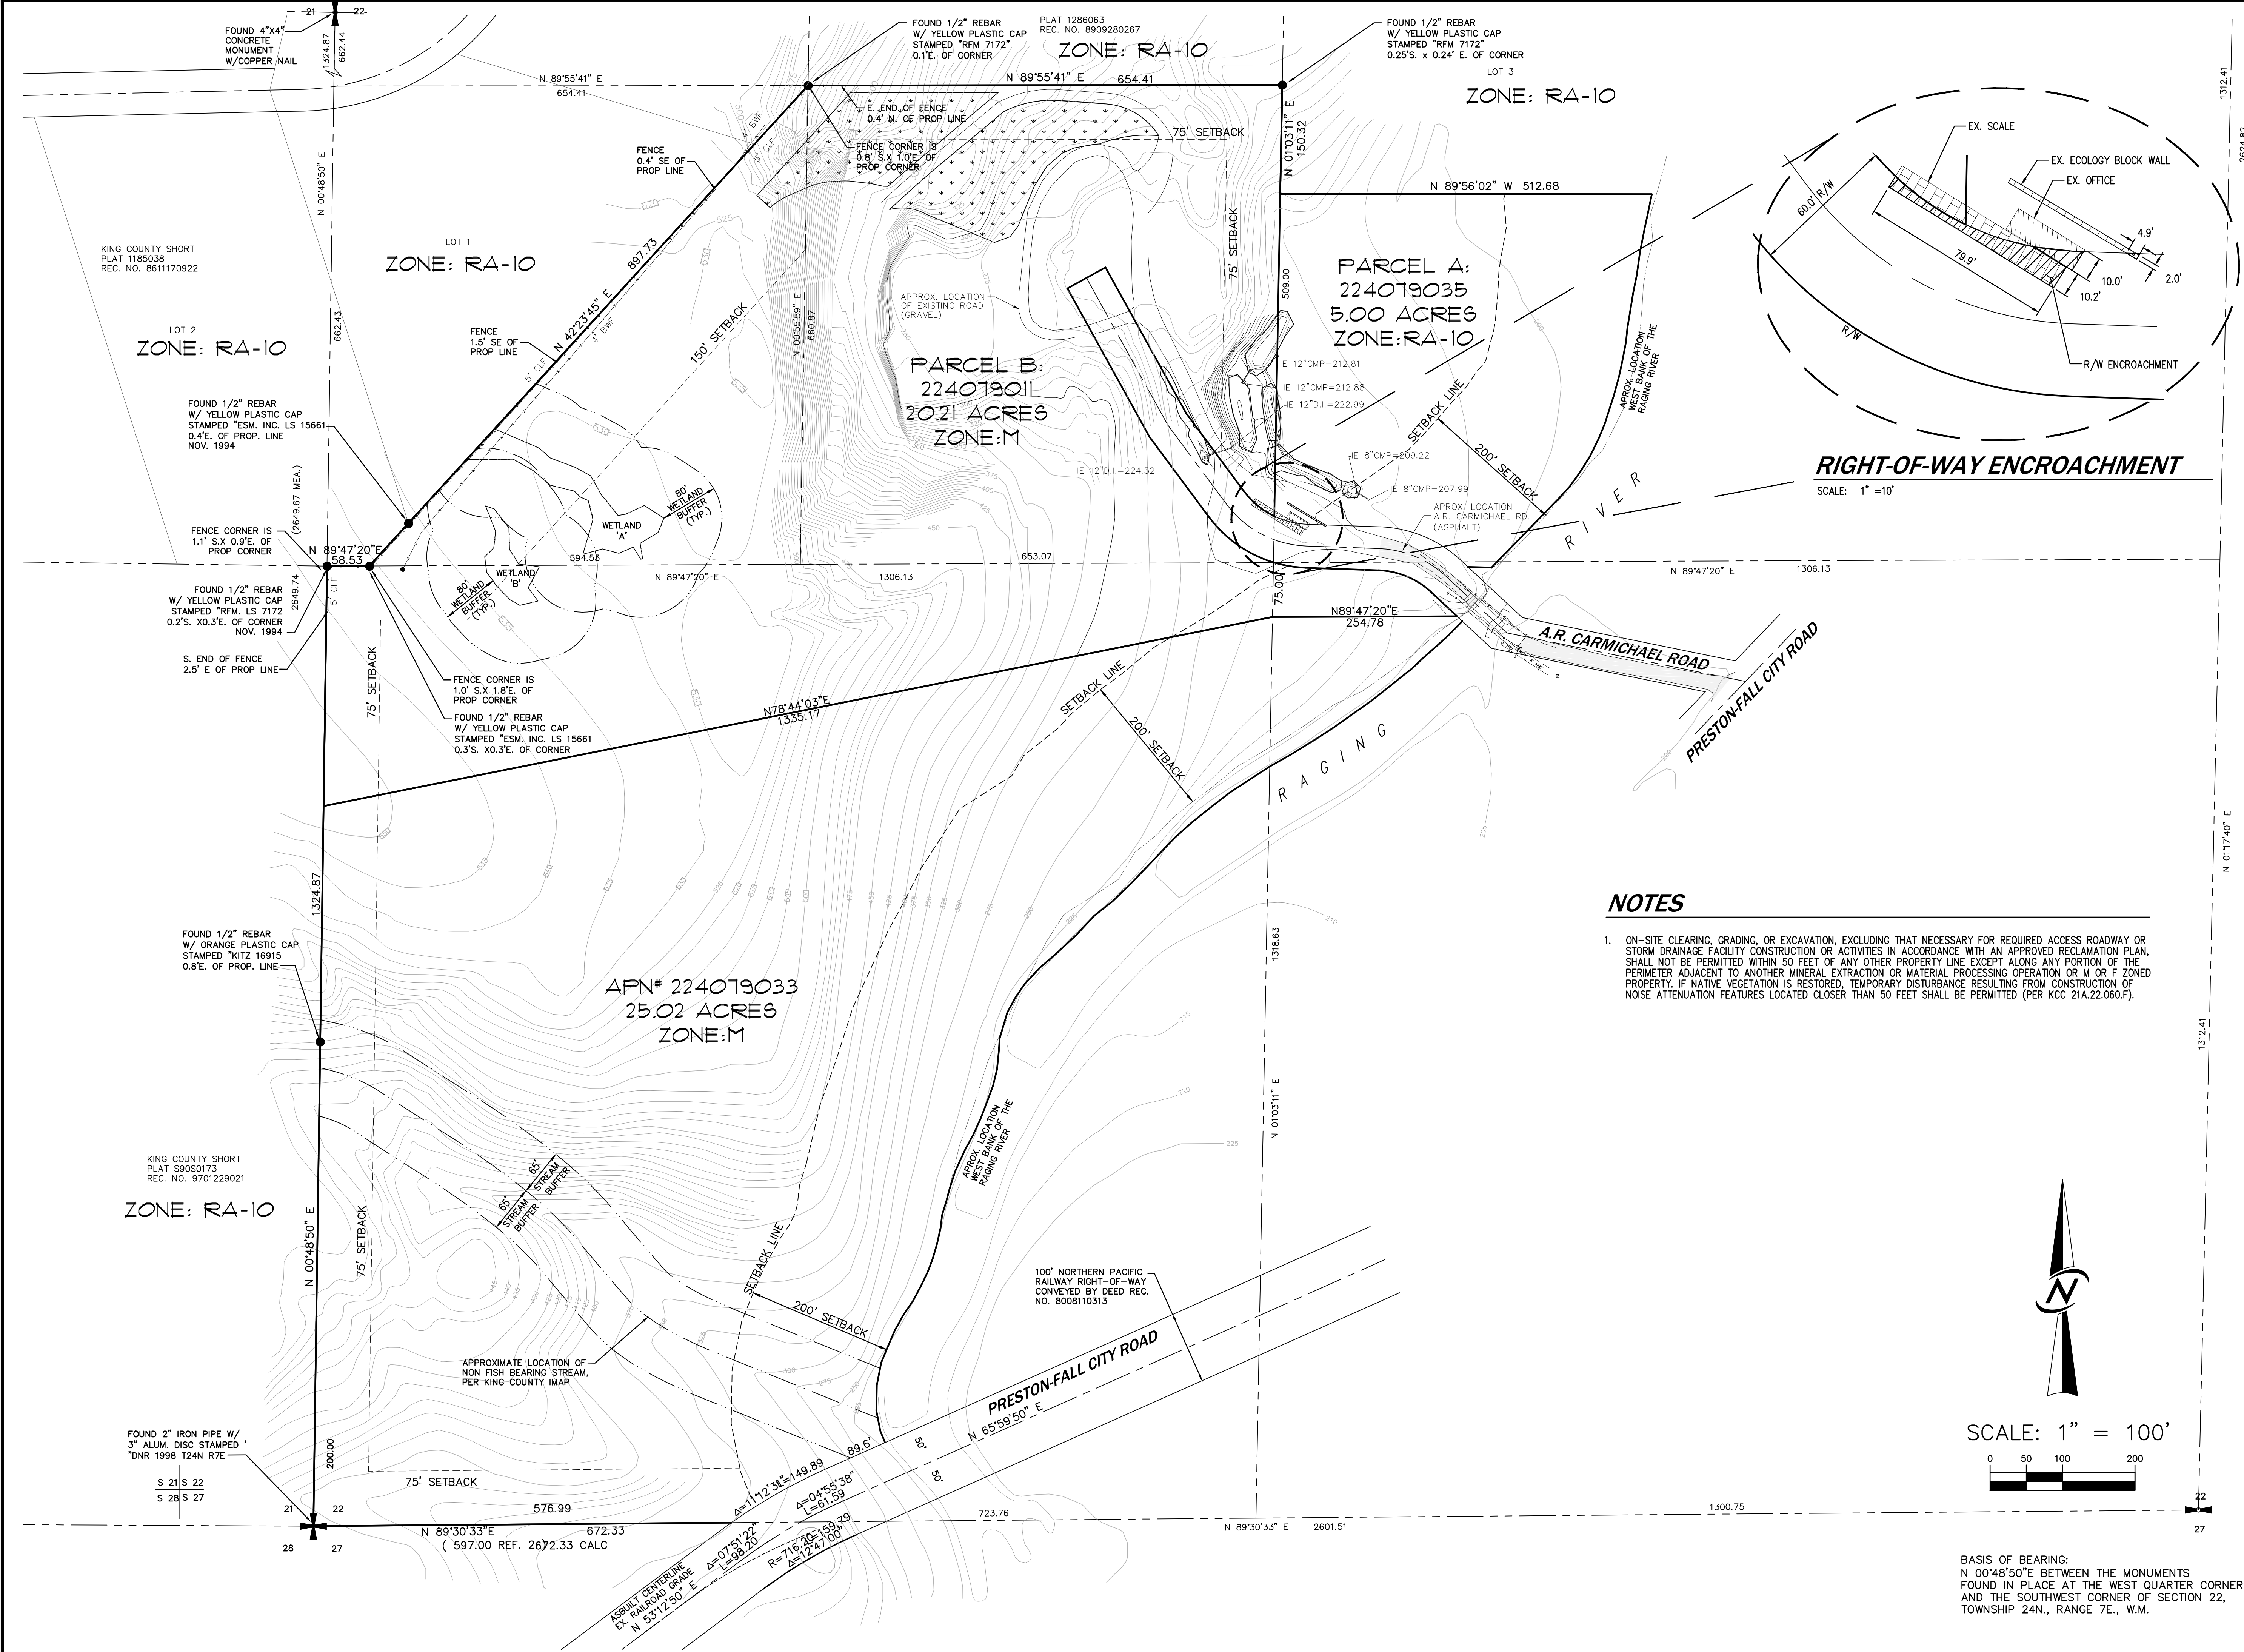 21
22
FOUND 4"X4"
CONCRETE
MONUMENT
W/COPPER NAIL
1324.87
662.44
FOUND 1/2" REBAR
W/ YELLOW PLASTIC CAP
STAMPED "RFM 7172"
0.1'E. OF CORNER
PLAT 1286063
REC. NO. 8909280267
ZONE: RA-10
FOUND 1/2" REBAR
W/ YELLOW PLASTIC CAP
STAMPED "RFM 7172"
0.25'S. x 0.24' E. OF CORNER
LOT 3
ZONE: RA-10
N 89°55'41" E
654.41
N 89°55'41" E
654.41
E. END OF FENCE
0.4' N. OF PROP LINE
FENCE CORNER IS
0.8' S.X 1.0'E. OF
PROP CORNER
4' BWF
5' CLF
75' SETBACK
N 01°03'11" E
150.32
FENCE
0.4' SE OF
PROP LINE
N 00°48'50" E
662.43
KING COUNTY SHORT
PLAT 1185038
REC. NO. 8611170922
LOT 1
ZONE: RA-10
LOT 2
ZONE: RA-10
897.73
N 42°23'45" E
5' CLF
4' BWF
FENCE
1.5' SE OF
PROP LINE
150' SETBACK
N 00°55'59" E
660.87
APPROX. LOCATION
OF EXISTING ROAD
(GRAVEL)
PARCEL B:
224079011
20.21 ACRES
ZONE:M
75' SETBACK
509.00
N 89°56'02" W 512.68
PARCEL A:
224079035
5.00 ACRES
ZONE:RA-10
APROX. LOCATION
WEST BANK OF THE
RAGING RIVER
IE 12"CMP=212.81
IE 12"CMP=212.88
IE 12"D.I.=222.99
IE 12"D.I.=224.52
IE 8"CMP=209.22
IE 8"CMP=207.99
SETBACK LINE
200' SETBACK
APROX. LOCATION
A.R. CARMICHAEL RD.
(ASPHALT)
RIVER
EX. SCALE
EX. ECOLOGY BLOCK WALL
EX. OFFICE
60.0' R/W
79.9'
4.9'
2.0'
10.0'
10.2'
R/W
R/W ENCROACHMENT
RIGHT-OF-WAY ENCROACHMENT
SCALE: 1" =10'
1312.41
2624.82
FOUND 1/2" REBAR
W/ YELLOW PLASTIC CAP
STAMPED "ESM. INC. LS 15661
0.4'E. OF PROP. LINE
NOV. 1994
(2649.67 MEA.)
2649.74
FENCE CORNER IS
1.1' S.X 0.9'E. OF
PROP CORNER
N 89°47'20"E
58.53
5' CLF
FOUND 1/2" REBAR
W/ YELLOW PLASTIC CAP
STAMPED "RFM. LS 7172
0.2'S. X0.3'E. OF CORNER
NOV. 1994
S. END OF FENCE
2.5' E OF PROP LINE
80'
WETLAND
BUFFER
(TYP.)
WETLAND
'A'
WETLAND
'B'
80'
WETLAND
BUFFER
(TYP.)
594.53
N 89°47'20" E
1306.13
653.07
N 89°47'20" E
1306.13
75.00'
N89°47'20"E
254.78
A.R. CARMICHAEL ROAD
PRESTON-FALL CITY ROAD
FENCE CORNER IS
1.0' S.X 1.8'E. OF
PROP CORNER
FOUND 1/2" REBAR
W/ YELLOW PLASTIC CAP
STAMPED "ESM. INC. LS 15661
0.3'S. X0.3'E. OF CORNER
75' SETBACK
N78°44'03"E
1335.17
SETBACK LINE
200' SETBACK
RAGING
N 01°17'40" E
1312.41
1324.87
NOTES
1. ON-SITE CLEARING, GRADING, OR EXCAVATION, EXCLUDING THAT NECESSARY FOR REQUIRED ACCESS ROADWAY OR
STORM DRAINAGE FACILITY CONSTRUCTION OR ACTIVITIES IN ACCORDANCE WITH AN APPROVED RECLAMATION PLAN,
SHALL NOT BE PERMITTED WITHIN 50 FEET OF ANY OTHER PROPERTY LINE EXCEPT ALONG ANY PORTION OF THE
PERIMETER ADJACENT TO ANOTHER MINERAL EXTRACTION OR MATERIAL PROCESSING OPERATION OR M OR F ZONED
PROPERTY. IF NATIVE VEGETATION IS RESTORED, TEMPORARY DISTURBANCE RESULTING FROM CONSTRUCTION OF
NOISE ATTENUATION FEATURES LOCATED CLOSER THAN 50 FEET SHALL BE PERMITTED (PER KCC 21A.22.060.F).
FOUND 1/2" REBAR
W/ ORANGE PLASTIC CAP
STAMPED "KITZ 16915
0.8'E. OF PROP. LINE
1318.63
N 01°03'11" E
APN# 224079033
25.02 ACRES
ZONE:M
KING COUNTY SHORT
PLAT S90S0173
REC. NO. 9701229021
ZONE: RA-10
N 00°48'50" E
75' SETBACK
65'
STREAM
BUFFER
65'
STREAM
BUFFER
APROX. LOCATION
WEST BANK OF THE
RAGING RIVER
SETBACK LINE
200' SETBACK
100' NORTHERN PACIFIC
RAILWAY RIGHT-OF-WAY
CONVEYED BY DEED REC.
NO. 8008110313
PRESTON-FALL CITY ROAD
N 65°59'50" E
APPROXIMATE LOCATION OF
NON FISH BEARING STREAM,
PER KING COUNTY IMAP
FOUND 2" IRON PIPE W/
3" ALUM. DISC STAMPED '
"DNR 1998 T24N R7E
S 21 S 22
S 28 S 27
200.00
75' SETBACK
21
22
28
27
576.99
N 89°30'33"E
672.33
( 597.00 REF. 2672.33 CALC
89.6'
50'
50'
Δ=11°12'31"
L=149.89
Δ=04°55'38"
L=61.59
Δ=07°51'22"
L=98.20
R=716.20
L=159.79
Δ=12°47'00"
ASBUILT CENTERLINE
EX. RAILROAD GRADE
N 53°12'50" E
723.76
N 89°30'33" E
2601.51
1300.75
22
27
N
SCALE: 1" = 100'
0 50 100 200
BASIS OF BEARING:
N 00°48'50"E BETWEEN THE MONUMENTS
FOUND IN PLACE AT THE WEST QUARTER CORNER
AND THE SOUTHWEST CORNER OF SECTION 22,
TOWNSHIP 24N., RANGE 7E., W.M.